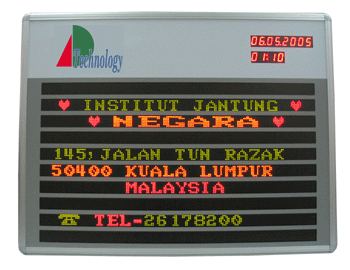 AD Technology
06.05.2005
01:10
♥ INSTITUT JANTUNG ♥
♥ NEGARA ♥
145, JALAN TUN RAZAK
50400 KUALA LUMPUR
MALAYSIA
☎ TEL-26178200